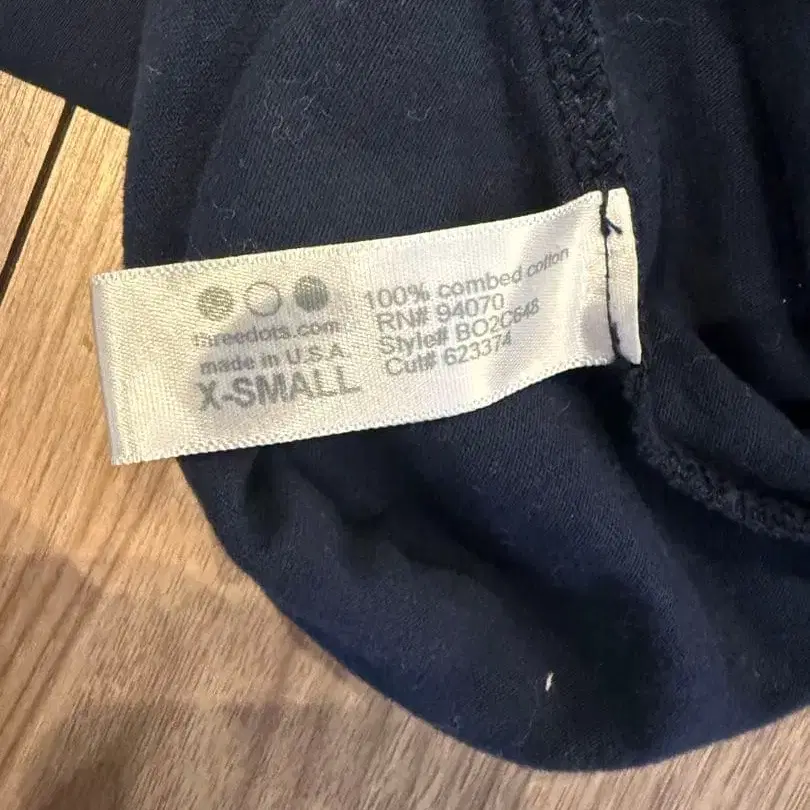 threedots.com
made in U.S.A.
X-SMALL
100% combed cotton
RN# 94070
Style# BO2C648
Cut# 623374